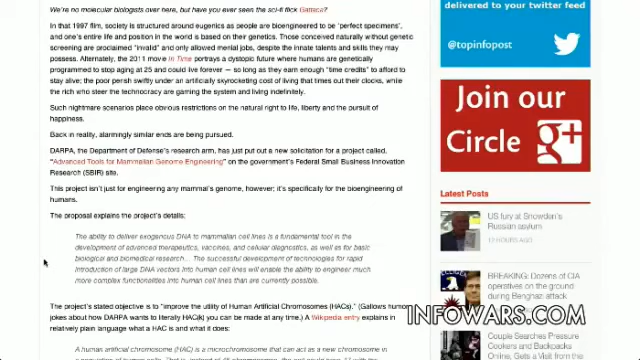 We're no molecular biologists over here, but have you ever seen the sci-fi flick Gattaca?
In that 1997 film, society is structured around eugenics as people are bioengineered to be 'perfect specimens',
and one's entire life and position in the world is based on their genetics. Those conceived naturally without genetic
screening are proclaimed "invalid" and only allowed menial jobs, despite the innate talents and skills they may
possess. Alternately, the 2011 movie In Time portrays a dystopic future where humans are genetically
programmed to stop aging at 25 and could live forever — so long as they earn enough "time credits" to afford to
stay alive; the poor perish swiftly under an artificially skyrocketing cost of living that times out their clocks, while
the rich who steer the technocracy are gaming the system and living indefinitely.
Such nightmare scenarios place obvious restrictions on the natural right to life, liberty and the pursuit of
happiness.
Back in reality, alarmingly similar ends are being pursued.
DARPA, the Department of Defense's research arm, has just put out a new solicitation for a project called,
"Advanced Tools for Mammalian Genome Engineering" on the government's Federal Small Business Innovation
Research (SBIR) site.
This project isn't just for engineering any mammal's genome, however; it's specifically for the bioengineering of
humans.
The proposal explains the project's details:
The ability to deliver exogenous DNA to mammalian cell lines is a fundamental tool in the
development of advanced therapeutics, vaccines, and cellular diagnostics, as well as for basic
biological and biomedical research... The successful development of technologies for rapid
introduction of large DNA vectors into human cell lines will enable the ability to engineer much
more complex functionalities into human cell lines than are currently possible.
The project's stated objective is to "improve the utility of Human Artificial Chromosomes (HACs)." (Gallows humor
jokes about how DARPA wants to literally HAC(k) you can be made at any time.) A Wikipedia entry explains in
relatively plain language what a HAC is and what it does:
A human artificial chromosome (HAC) is a microchromosome that can act as a new chromosome in
delivered to your twitter feed
@topinfopost
Join our
Circle g+
Latest Posts
US fury at Snowden's
Russian asylum
HOURS AGO
BREAKING: Dozens of CIA
operatives on the ground
during Benghazi attack
Couple Searches Pressure
Cookers and Backpacks
Online, Gets a Visit from the
INFOWARS.COM